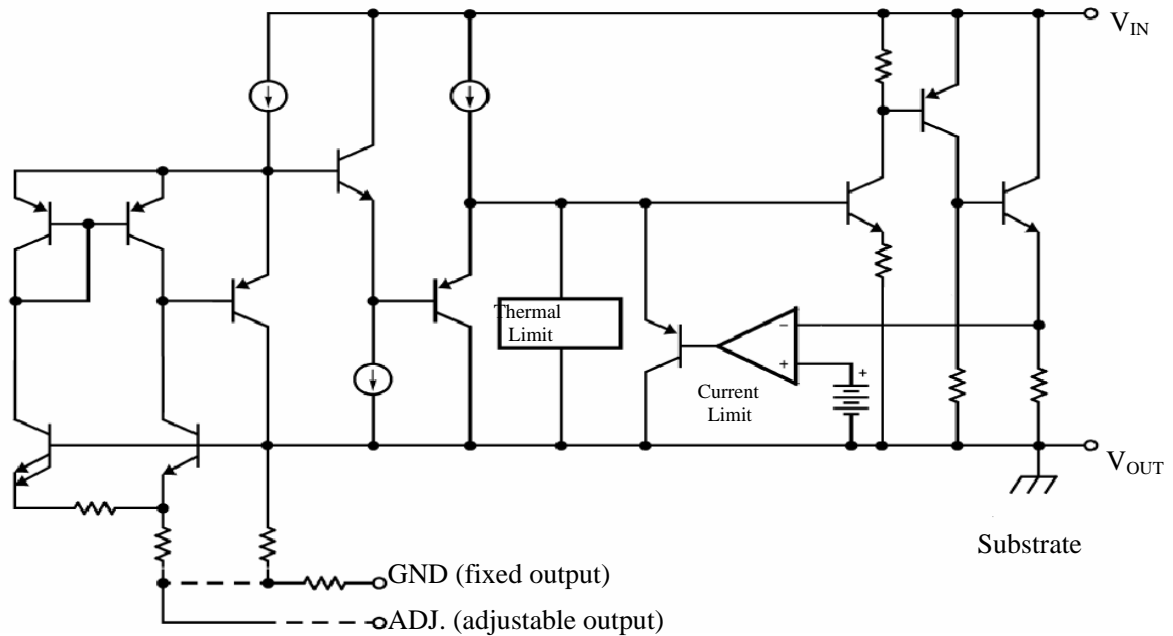 V_IN
Thermal
Limit
−
+
+
Current
Limit
V_OUT
Substrate
GND (fixed output)
ADJ. (adjustable output)